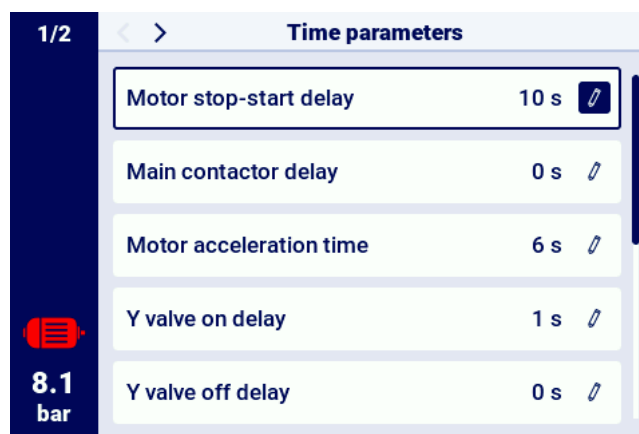 1/2
Time parameters
Motor stop-start delay 10 s
Main contactor delay 0 s
Motor acceleration time 6 s
Y valve on delay 1 s
Y valve off delay 0 s
8.1
bar